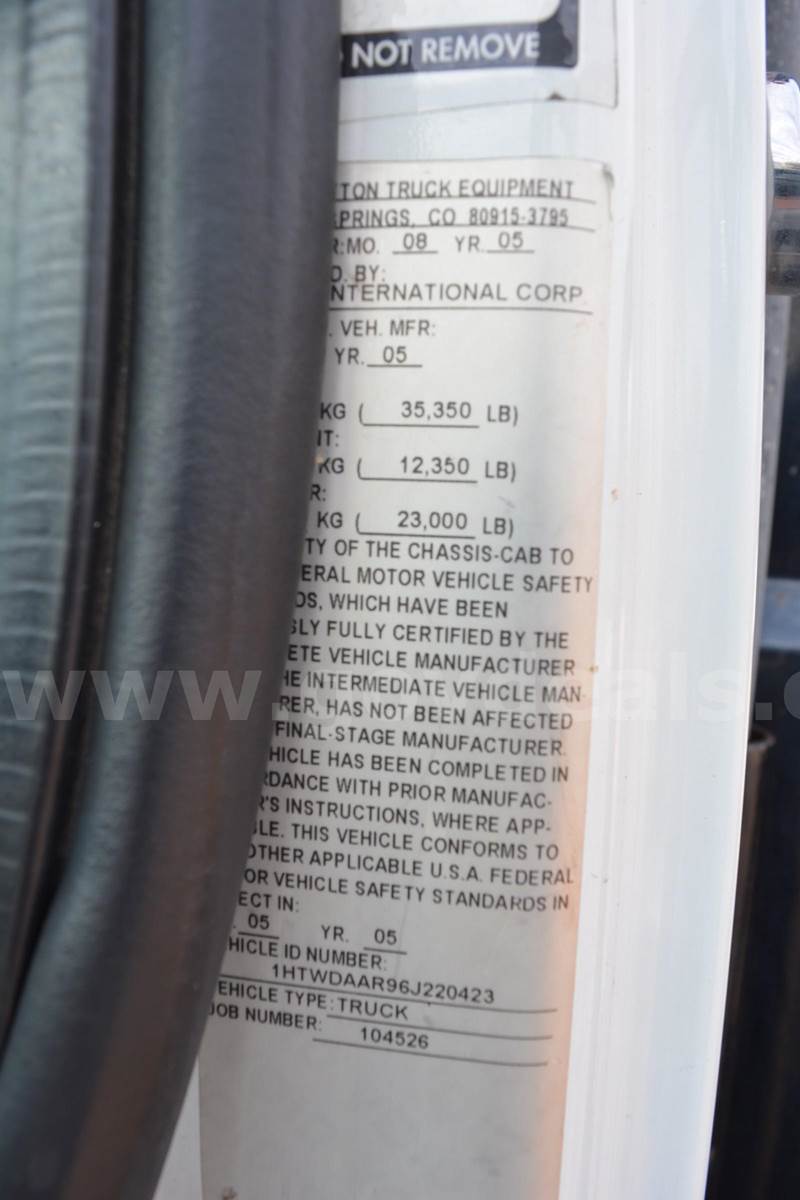 NOT REMOVE
TON TRUCK EQUIPMENT
SPRINGS, CO 80915-3795
R:MO. 08 YR. 05
D. BY:
NTERNATIONAL CORP
. VEH. MFR:
YR. 05
KG ( 35,350 LB)
NT:
KG ( 12,350 LB)
R:
KG ( 23,000 LB)
TY OF THE CHASSIS-CAB TO
ERAL MOTOR VEHICLE SAFETY
DS, WHICH HAVE BEEN
SLY FULLY CERTIFIED BY THE
ETE VEHICLE MANUFACTURER
HE INTERMEDIATE VEHICLE MAN-
RER, HAS NOT BEEN AFFECTED
FINAL-STAGE MANUFACTURER.
HICLE HAS BEEN COMPLETED IN
RDANCE WITH PRIOR MANUFAC-
R'S INSTRUCTIONS, WHERE APP-
BLE. THIS VEHICLE CONFORMS TO
OTHER APPLICABLE U.S.A. FEDERAL
OR VEHICLE SAFETY STANDARDS IN
ECT IN:
. 05 YR. 05
HICLE ID NUMBER:
1HTWDAAR96J220423
EHICLE TYPE: TRUCK
JOB NUMBER: 104526